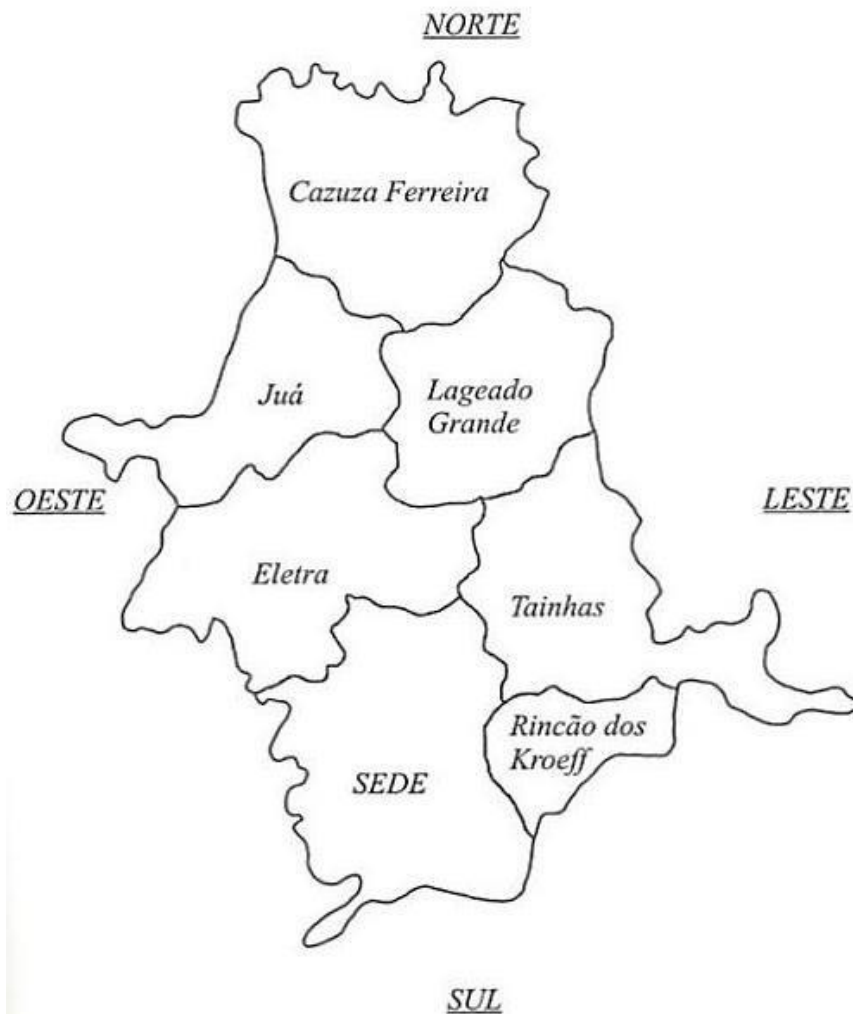 NORTE
Cazuza Ferreira
Juá
Lageado
Grande
OESTE
LESTE
Eletra
Tainhas
Rincão dos
Kroeff
SEDE
SUL